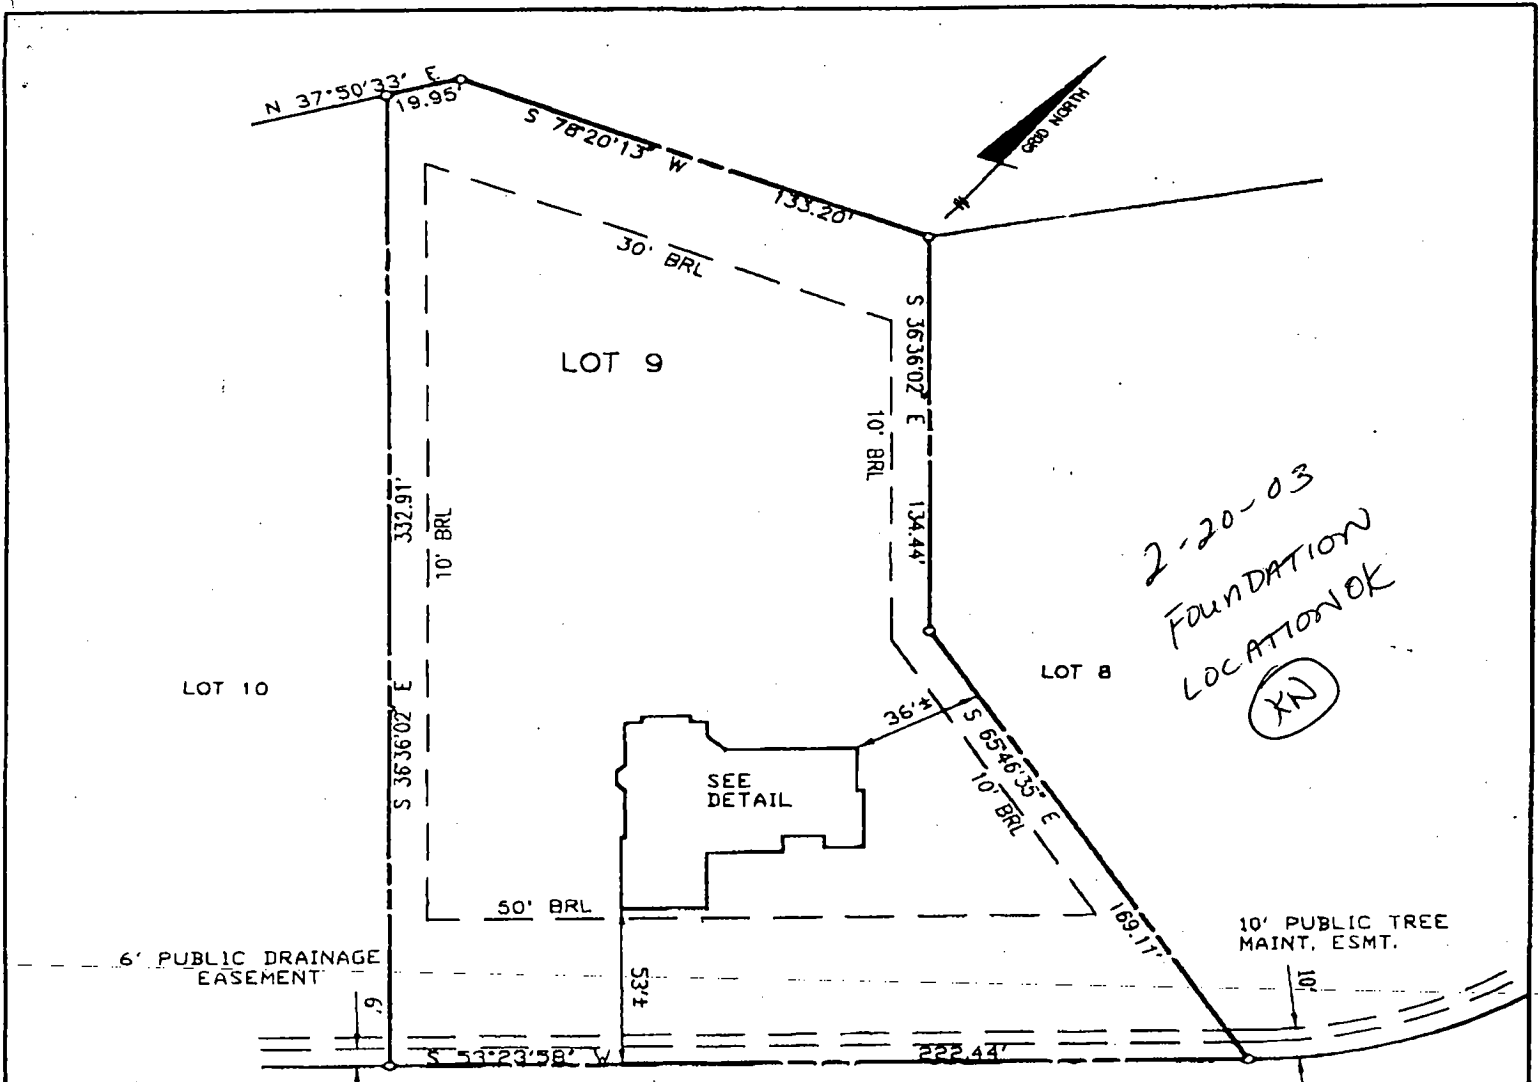 N 37°50'33" E
19.95'
S 78°20'13" W
133.20'
GRID NORTH
30' BRL
LOT 9
S 36°36'02" E
134.44'
10' BRL
332.91'
10' BRL
S 36°36'02" E
LOT 10
LOT 8
2-20-03
FOUNDATION
LOCATION OK
KN
36'±
SEE
DETAIL
S 65°46'35" E
10' BRL
169.11'
50' BRL
53'±
6' PUBLIC DRAINAGE
EASEMENT
6'
10' PUBLIC TREE
MAINT. ESMT.
10'
S 53°23'58" W
222.44'